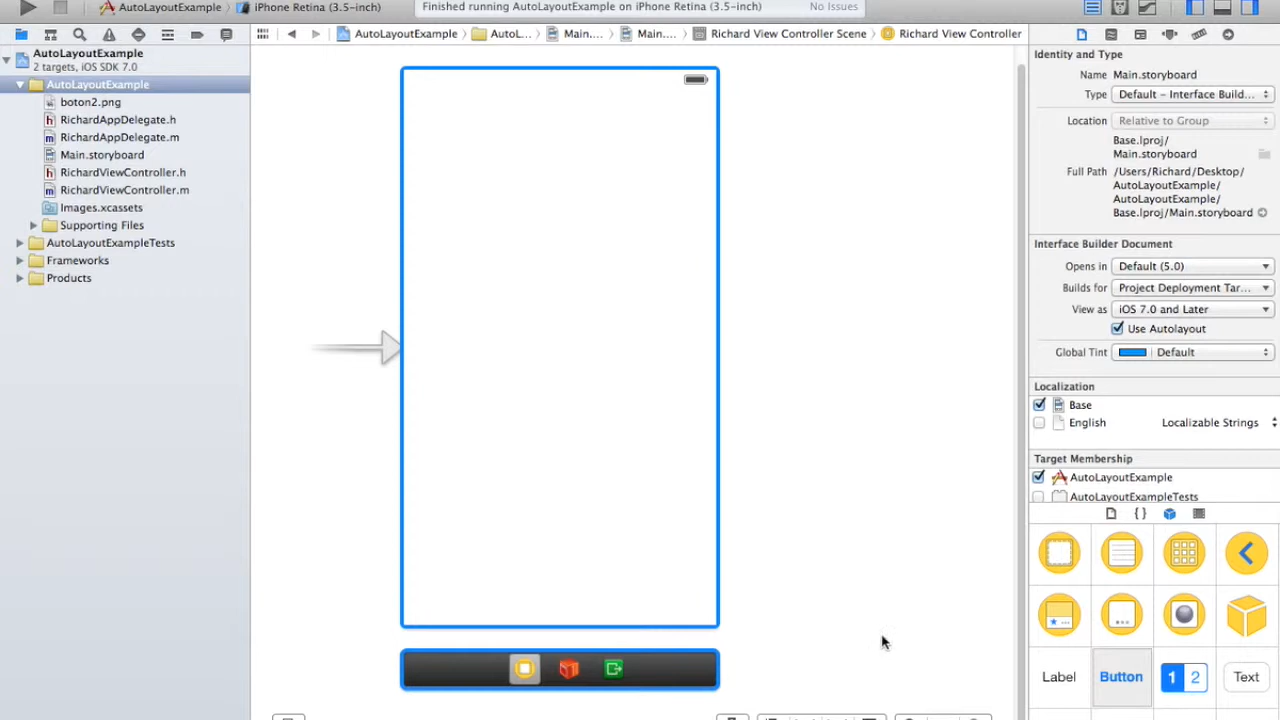 AutoLayoutExample iPhone Retina (3.5-inch) Finished running AutoLayoutExample on iPhone Retina (3.5-inch) No Issues
AutoLayoutExample AutoL... Main.... Main.... Richard View Controller Scene Richard View Controller
AutoLayoutExample
2 targets, iOS SDK 7.0
AutoLayoutExample
boton2.png
h RichardAppDelegate.h
m RichardAppDelegate.m
Main.storyboard
h RichardViewController.h
m RichardViewController.m
Images.xcassets
Supporting Files
AutoLayoutExampleTests
Frameworks
Products
Identity and Type
Name Main.storyboard
Type Default - Interface Build...
Location Relative to Group
Base.lproj/
Main.storyboard
Full Path /Users/Richard/Desktop/
AutoLayoutExample/
AutoLayoutExample/
Base.lproj/Main.storyboard
Interface Builder Document
Opens in Default (5.0)
Builds for Project Deployment Tar...
View as iOS 7.0 and Later
Use Autolayout
Global Tint Default
Localization
Base
English Localizable Strings
Target Membership
AutoLayoutExample
AutoLayoutExampleTests
{ }
Label Button 1 2 Text